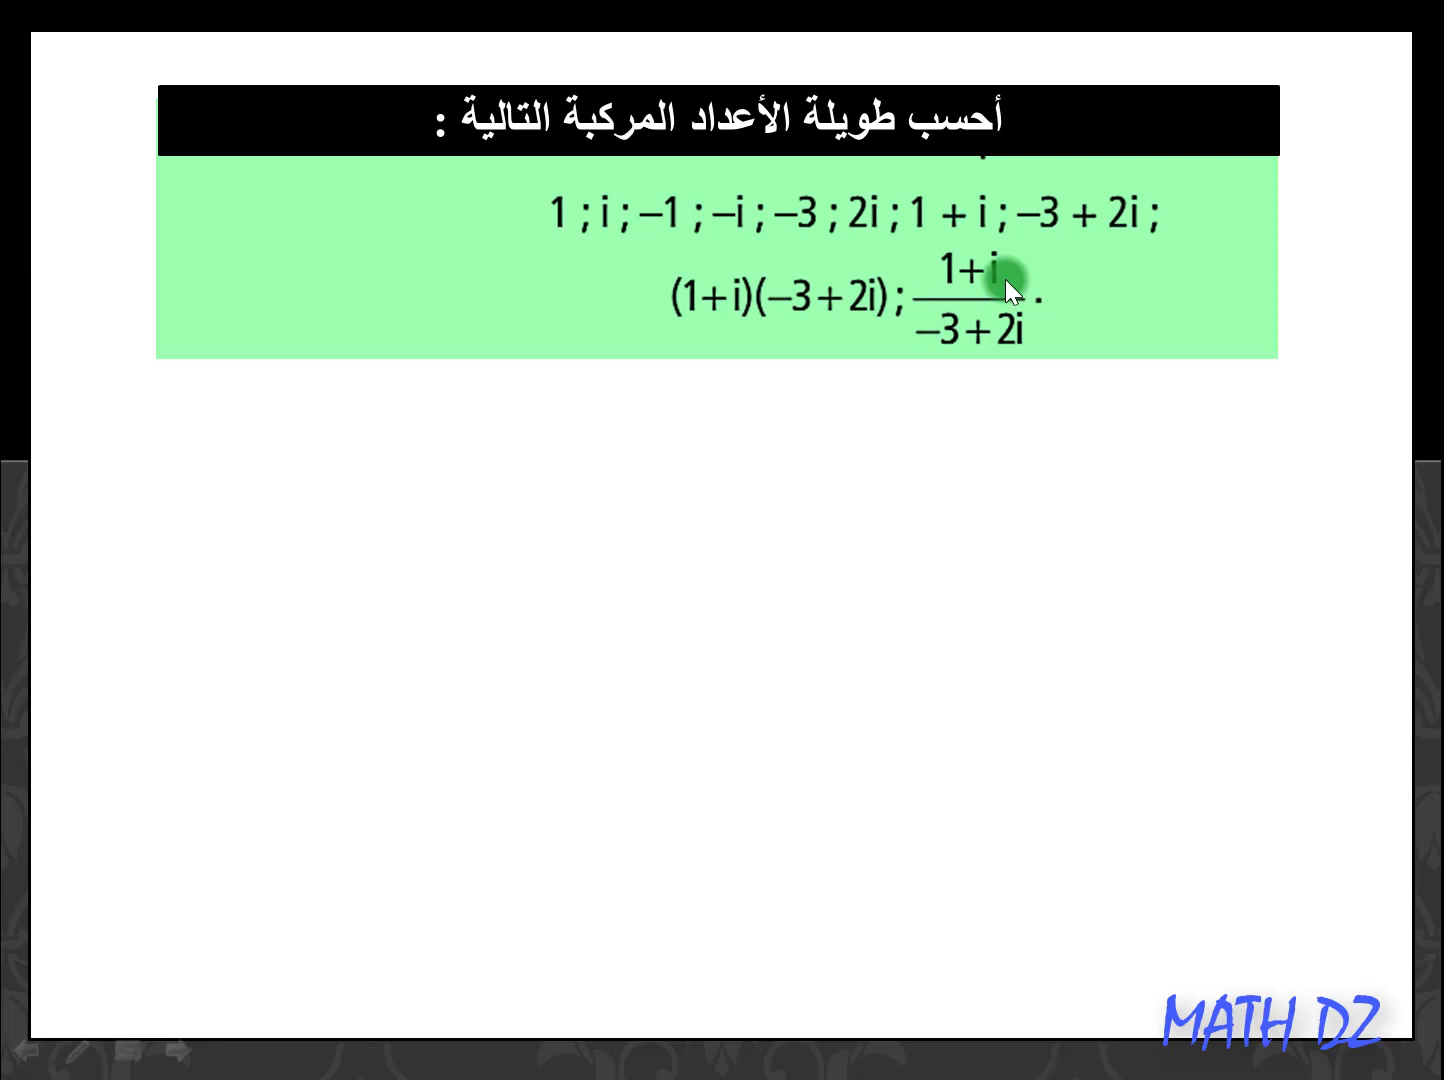 أحسب طويلة الأعداد المركبة التالية :
1 ; i ; –1 ; –i ; –3 ; 2i ; 1 + i ; –3 + 2i ;
(1+i)(–3+2i) ; 1+i
–3+2i .
MATH DZ